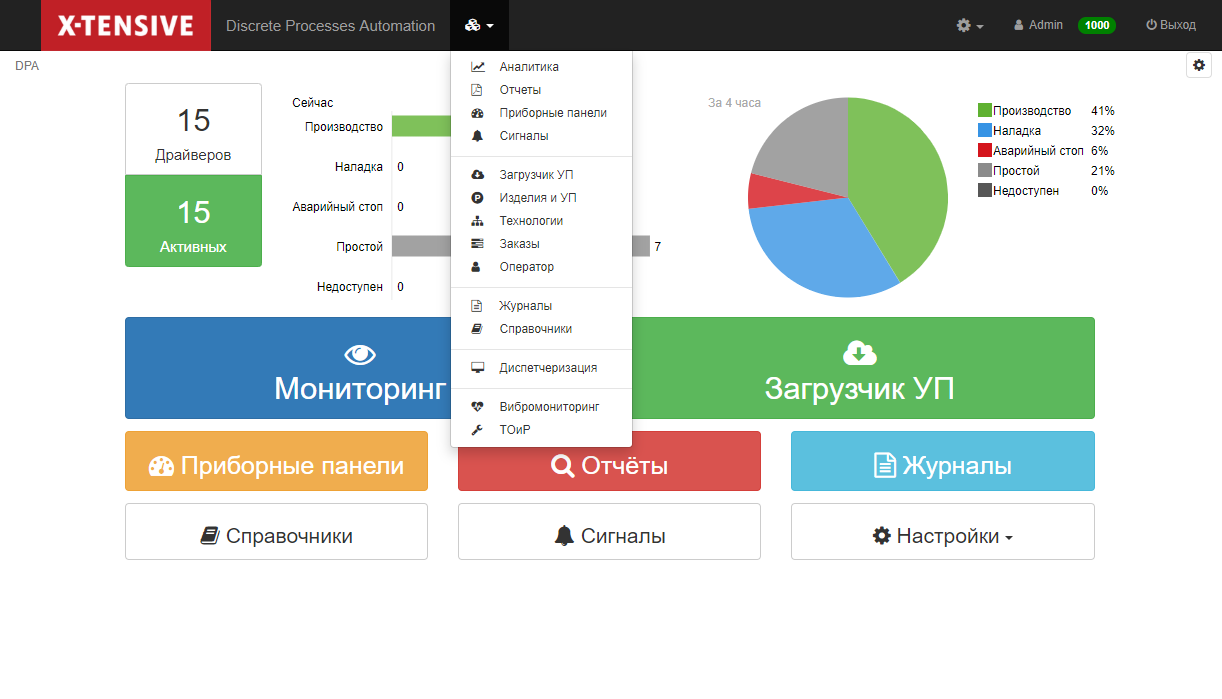 X-TENSIVE
Discrete Processes Automation
Admin
1000
Выход
DPA
15
Драйверов
15
Активных
Сейчас
Производство
Наладка
0
Аварийный стоп
0
Простой
7
Недоступен
0
Аналитика
Отчеты
Приборные панели
Сигналы
Загрузчик УП
Изделия и УП
Технологии
Заказы
Оператор
Журналы
Справочники
Диспетчеризация
Вибромониторинг
ТОиР
За 4 часа
Производство 41%
Наладка 32%
Аварийный стоп 6%
Простой 21%
Недоступен 0%
Мониторинг
Загрузчик УП
Приборные панели
Отчёты
Журналы
Справочники
Сигналы
Настройки